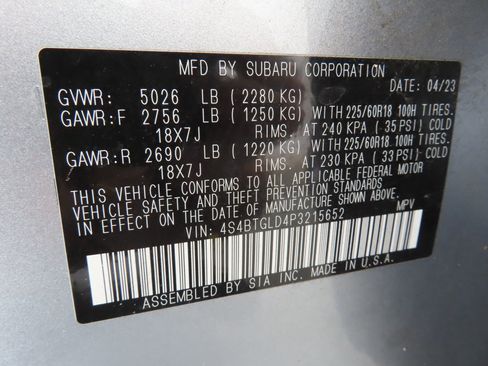 MFD BY SUBARU CORPORATION
DATE: 04/23
GVWR: 5026 LB ( 2280 KG)
GAWR:F 2756 LB ( 1250 KG) WITH 225/60R18 100H TIRES.
18X7J RIMS. AT 240 KPA ( 35 PSI) COLD
GAWR:R 2690 LB ( 1220 KG) WITH 225/60R18 100H TIRES.
18X7J RIMS. AT 230 KPA ( 33 PSI) COLD
THIS VEHICLE CONFORMS TO ALL APPLICABLE FEDERAL MOTOR
VEHICLE SAFETY AND THEFT PREVENTION STANDARDS IN
EFFECT ON THE DATE OF MANUFACTURE SHOWN ABOVE.
VIN: 4S4BTGLD4P3215652 MPV
ASSEMBLED BY SIA INC. MADE IN U.S.A.